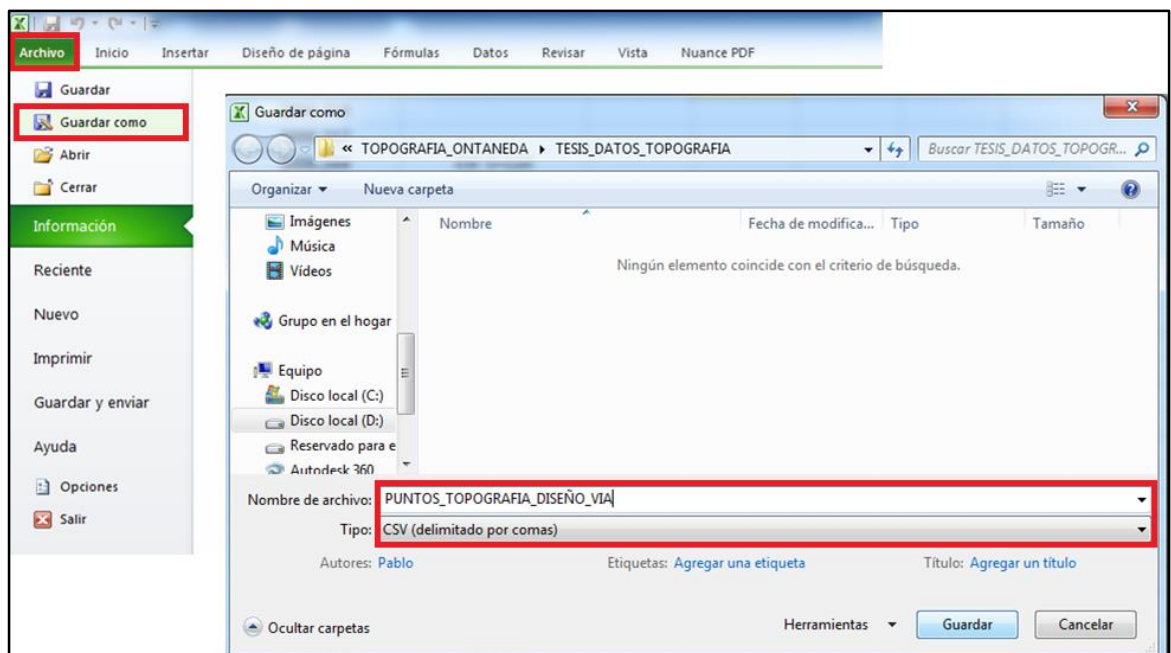 Archivo Inicio Insertar Diseño de página Fórmulas Datos Revisar Vista Nuance PDF
Guardar
Guardar como
Abrir
Cerrar
Información
Reciente
Nuevo
Imprimir
Guardar y enviar
Ayuda
Opciones
Salir
Guardar como
« TOPOGRAFIA_ONTANEDA TESIS_DATOS_TOPOGRAFIA Buscar TESIS_DATOS_TOPOGR...
Organizar Nueva carpeta
Nombre Fecha de modifica... Tipo Tamaño
Ningún elemento coincide con el criterio de búsqueda.
Imágenes
Música
Vídeos
Grupo en el hogar
Equipo
Disco local (C:)
Disco local (D:)
Reservado para e
Autodesk 360
Nombre de archivo: PUNTOS_TOPOGRAFIA_DISEÑO_VIA
Tipo: CSV (delimitado por comas)
Autores: Pablo Etiquetas: Agregar una etiqueta Título: Agregar un título
Ocultar carpetas Herramientas Guardar Cancelar